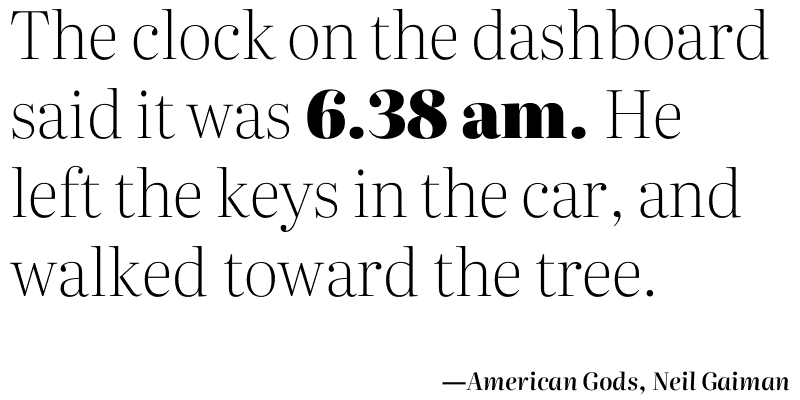 The clock on the dashboard
said it was 6.38 am. He
left the keys in the car, and
walked toward the tree.
—American Gods, Neil Gaiman